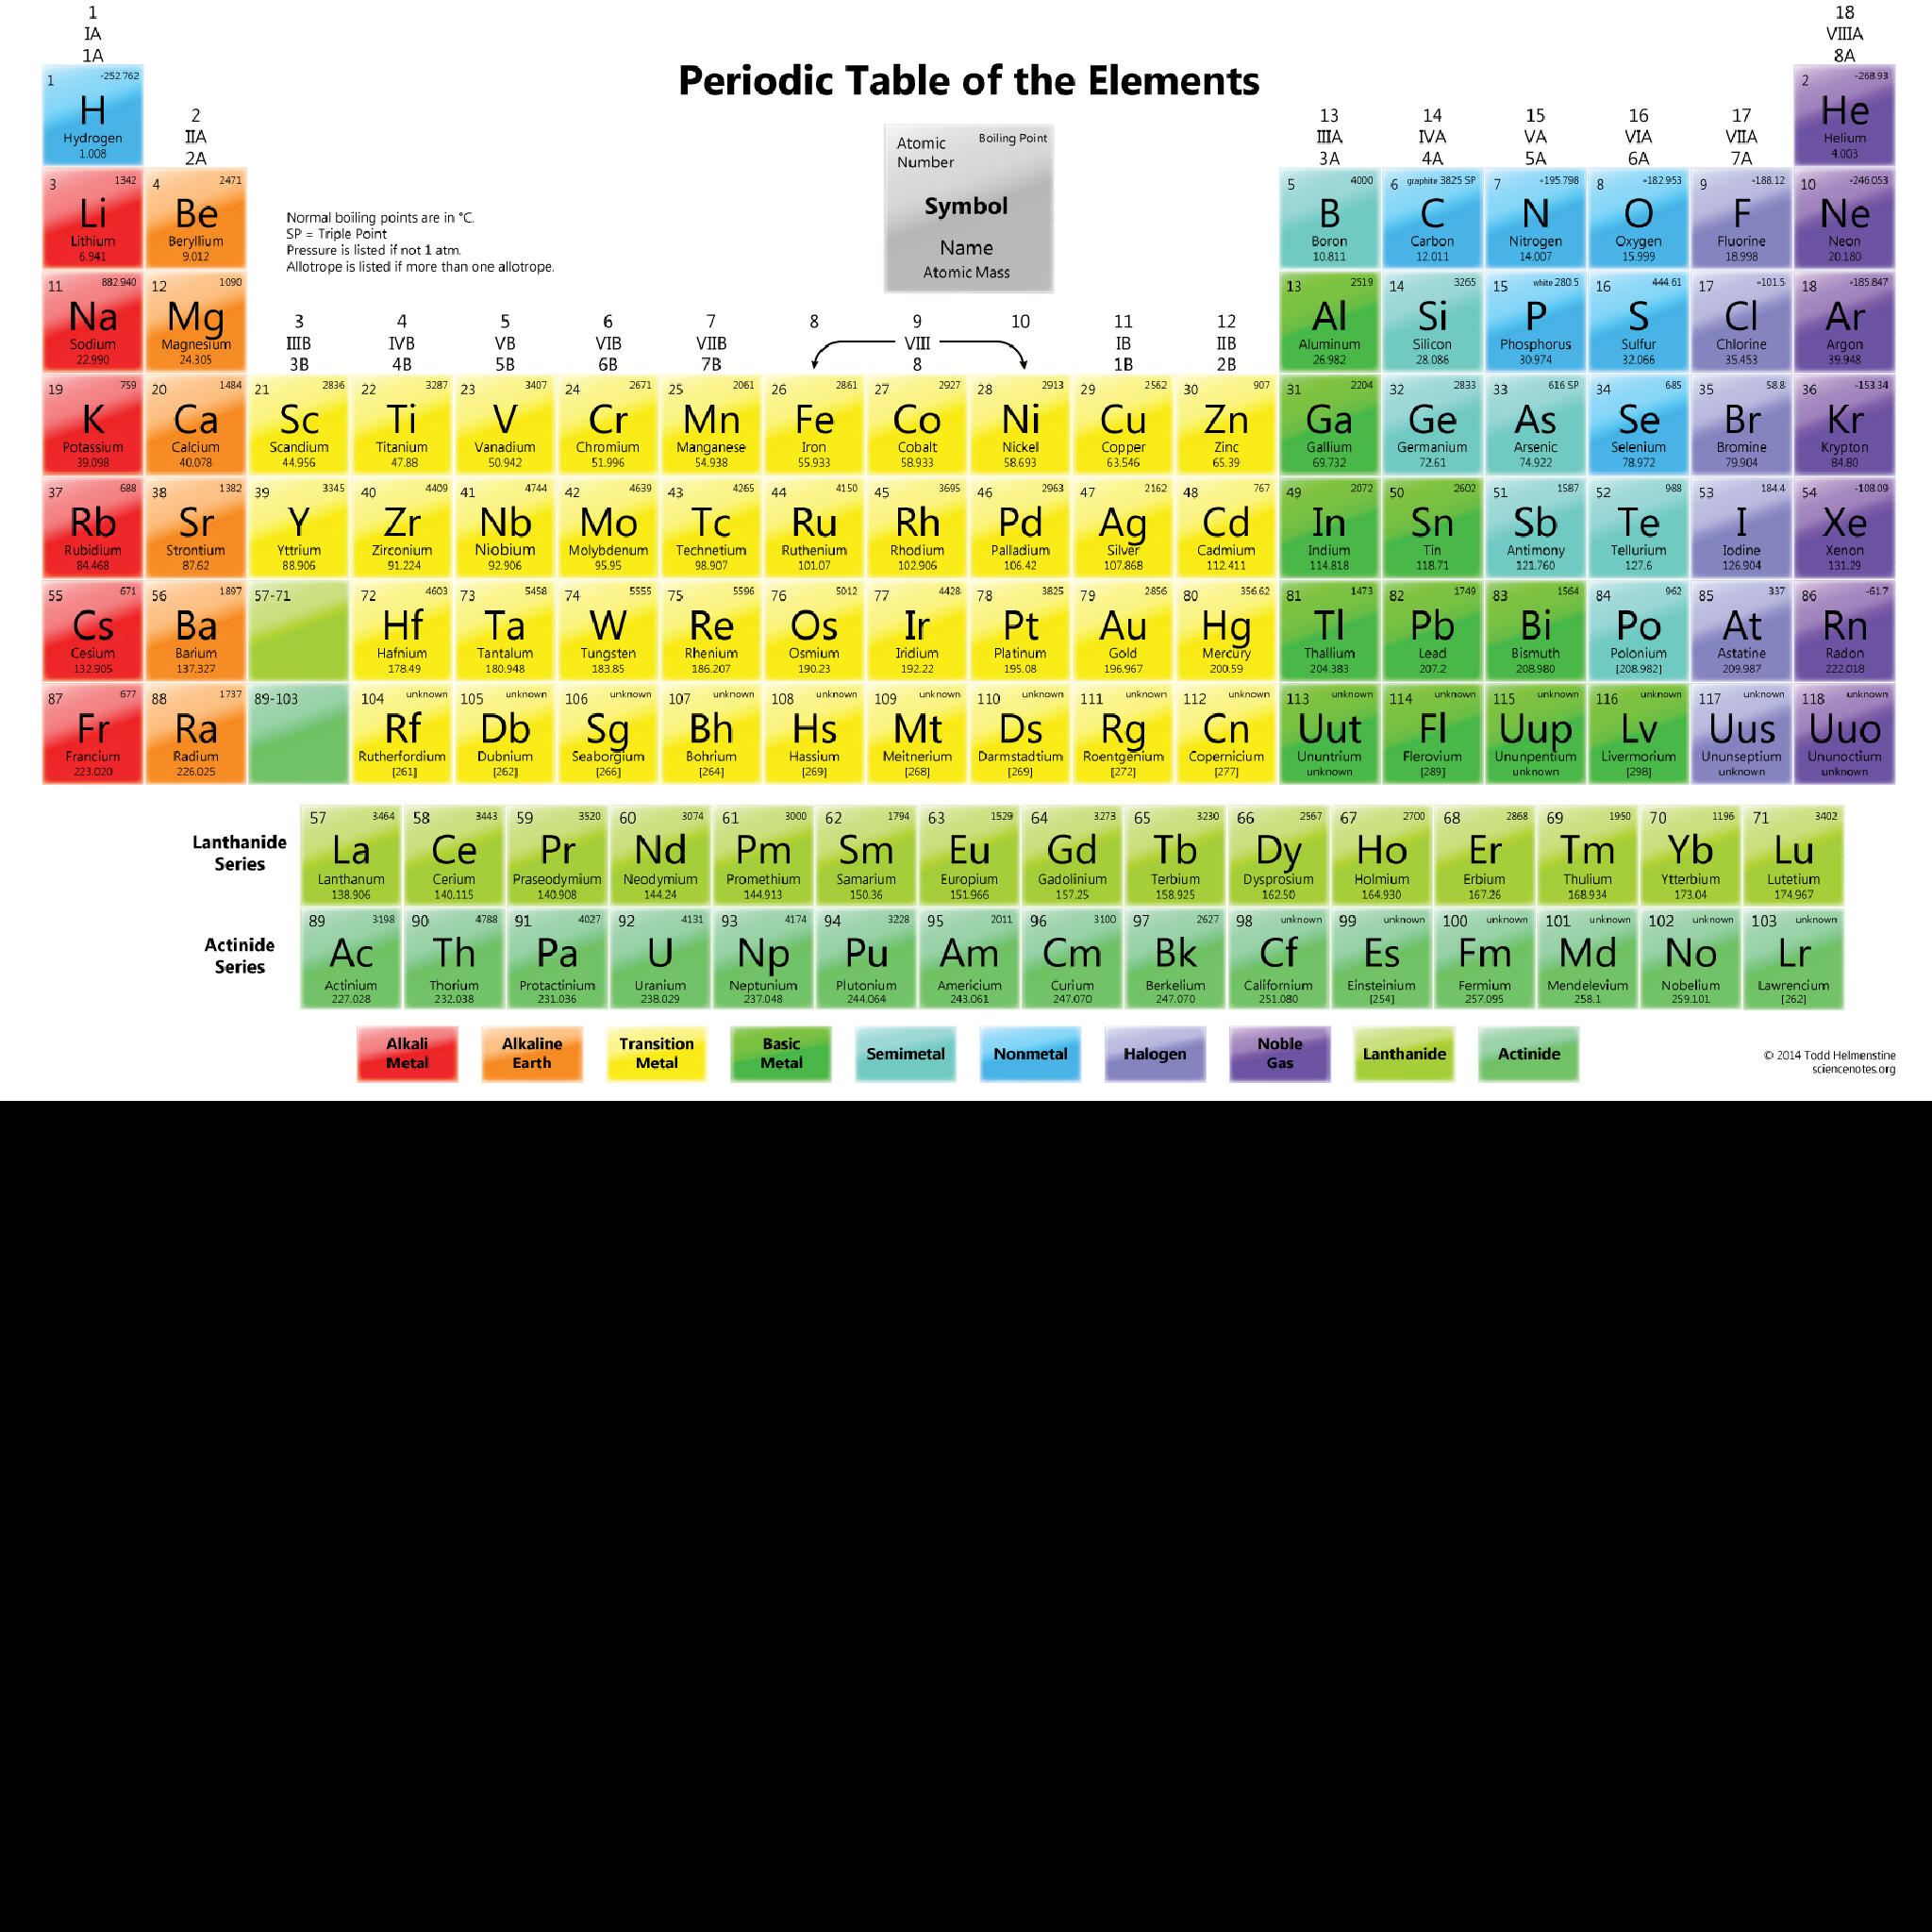 1
IA
1A
18
VIIIA
8A
Periodic Table of the Elements
1 -252.762
H
Hydrogen
1.008
2
IIA
2A
13
IIIA
3A
14
IVA
4A
15
VA
5A
16
VIA
6A
17
VIIA
7A
2 -268.93
He
Helium
4.003
Atomic Number
Boiling Point
Symbol
Name
Atomic Mass
Normal boiling points are in °C.
SP = Triple Point
Pressure is listed if not 1 atm.
Allotrope is listed if more than one allotrope.
3 1342
Li
Lithium
6.941
4 2471
Be
Beryllium
9.012
5 4000
B
Boron
10.811
6 graphite 3825 SP
C
Carbon
12.011
7 -195.798
N
Nitrogen
14.007
8 -182.953
O
Oxygen
15.999
9 -188.12
F
Fluorine
18.998
10 -246.053
Ne
Neon
20.180
11 882.940
Na
Sodium
22.990
12 1090
Mg
Magnesium
24.305
3
IIIB
3B
4
IVB
4B
5
VB
5B
6
VIB
6B
7
VIIB
7B
8
9
VIII
8
10
11
IB
1B
12
IIB
2B
13 2519
Al
Aluminum
26.982
14 3265
Si
Silicon
28.086
15 white 280.5
P
Phosphorus
30.974
16 444.61
S
Sulfur
32.066
17 -101.5
Cl
Chlorine
35.453
18 -185.847
Ar
Argon
39.948
19 759
K
Potassium
39.098
20 1484
Ca
Calcium
40.078
21 2836
Sc
Scandium
44.956
22 3287
Ti
Titanium
47.88
23 3407
V
Vanadium
50.942
24 2671
Cr
Chromium
51.996
25 2061
Mn
Manganese
54.938
26 2861
Fe
Iron
55.933
27 2927
Co
Cobalt
58.933
28 2913
Ni
Nickel
58.693
29 2562
Cu
Copper
63.546
30 907
Zn
Zinc
65.39
31 2204
Ga
Gallium
69.732
32 2833
Ge
Germanium
72.61
33 616 SP
As
Arsenic
74.922
34 685
Se
Selenium
78.972
35 58.8
Br
Bromine
79.904
36 -153.34
Kr
Krypton
84.80
37 688
Rb
Rubidium
84.468
38 1382
Sr
Strontium
87.62
39 3345
Y
Yttrium
88.906
40 4409
Zr
Zirconium
91.224
41 4744
Nb
Niobium
92.906
42 4639
Mo
Molybdenum
95.95
43 4265
Tc
Technetium
98.907
44 4150
Ru
Ruthenium
101.07
45 3695
Rh
Rhodium
102.906
46 2963
Pd
Palladium
106.42
47 2162
Ag
Silver
107.868
48 767
Cd
Cadmium
112.411
49 2072
In
Indium
114.818
50 2602
Sn
Tin
118.71
51 1587
Sb
Antimony
121.760
52 988
Te
Tellurium
127.6
53 184.4
I
Iodine
126.904
54 -108.09
Xe
Xenon
131.29
55 671
Cs
Cesium
132.905
56 1897
Ba
Barium
137.327
57-71
72 4603
Hf
Hafnium
178.49
73 5458
Ta
Tantalum
180.948
74 5555
W
Tungsten
183.85
75 5596
Re
Rhenium
186.207
76 5012
Os
Osmium
190.23
77 4428
Ir
Iridium
192.22
78 3825
Pt
Platinum
195.08
79 2856
Au
Gold
196.967
80 356.62
Hg
Mercury
200.59
81 1473
Tl
Thallium
204.383
82 1749
Pb
Lead
207.2
83 1564
Bi
Bismuth
208.980
84 962
Po
Polonium
[208.982]
85 337
At
Astatine
209.987
86 -61.7
Rn
Radon
222.018
87 677
Fr
Francium
223.020
88 1737
Ra
Radium
226.025
89-103
104 unknown
Rf
Rutherfordium
[261]
105 unknown
Db
Dubnium
[262]
106 unknown
Sg
Seaborgium
[266]
107 unknown
Bh
Bohrium
[264]
108 unknown
Hs
Hassium
[269]
109 unknown
Mt
Meitnerium
[268]
110 unknown
Ds
Darmstadtium
[269]
111 unknown
Rg
Roentgenium
[272]
112 unknown
Cn
Copernicium
[277]
113 unknown
Uut
Ununtrium
unknown
114 unknown
Fl
Flerovium
[289]
115 unknown
Uup
Ununpentium
unknown
116 unknown
Lv
Livermorium
[298]
117 unknown
Uus
Ununseptium
unknown
118 unknown
Uuo
Ununoctium
unknown
Lanthanide
Series
57 3464
La
Lanthanum
138.906
58 3443
Ce
Cerium
140.115
59 3520
Pr
Praseodymium
140.908
60 3074
Nd
Neodymium
144.24
61 3000
Pm
Promethium
144.913
62 1794
Sm
Samarium
150.36
63 1529
Eu
Europium
151.966
64 3273
Gd
Gadolinium
157.25
65 3230
Tb
Terbium
158.925
66 2567
Dy
Dysprosium
162.50
67 2700
Ho
Holmium
164.930
68 2868
Er
Erbium
167.26
69 1950
Tm
Thulium
168.934
70 1196
Yb
Ytterbium
173.04
71 3402
Lu
Lutetium
174.967
Actinide
Series
89 3198
Ac
Actinium
227.028
90 4788
Th
Thorium
232.038
91 4027
Pa
Protactinium
231.036
92 4131
U
Uranium
238.029
93 4174
Np
Neptunium
237.048
94 3228
Pu
Plutonium
244.064
95 2011
Am
Americium
243.061
96 3100
Cm
Curium
247.070
97 2627
Bk
Berkelium
247.070
98 unknown
Cf
Californium
251.080
99 unknown
Es
Einsteinium
[254]
100 unknown
Fm
Fermium
257.095
101 unknown
Md
Mendelevium
258.1
102 unknown
No
Nobelium
259.101
103 unknown
Lr
Lawrencium
[262]
Alkali
Metal
Alkaline
Earth
Transition
Metal
Basic
Metal
Semimetal
Nonmetal
Halogen
Noble
Gas
Lanthanide
Actinide
© 2014 Todd Helmenstine
sciencenotes.org